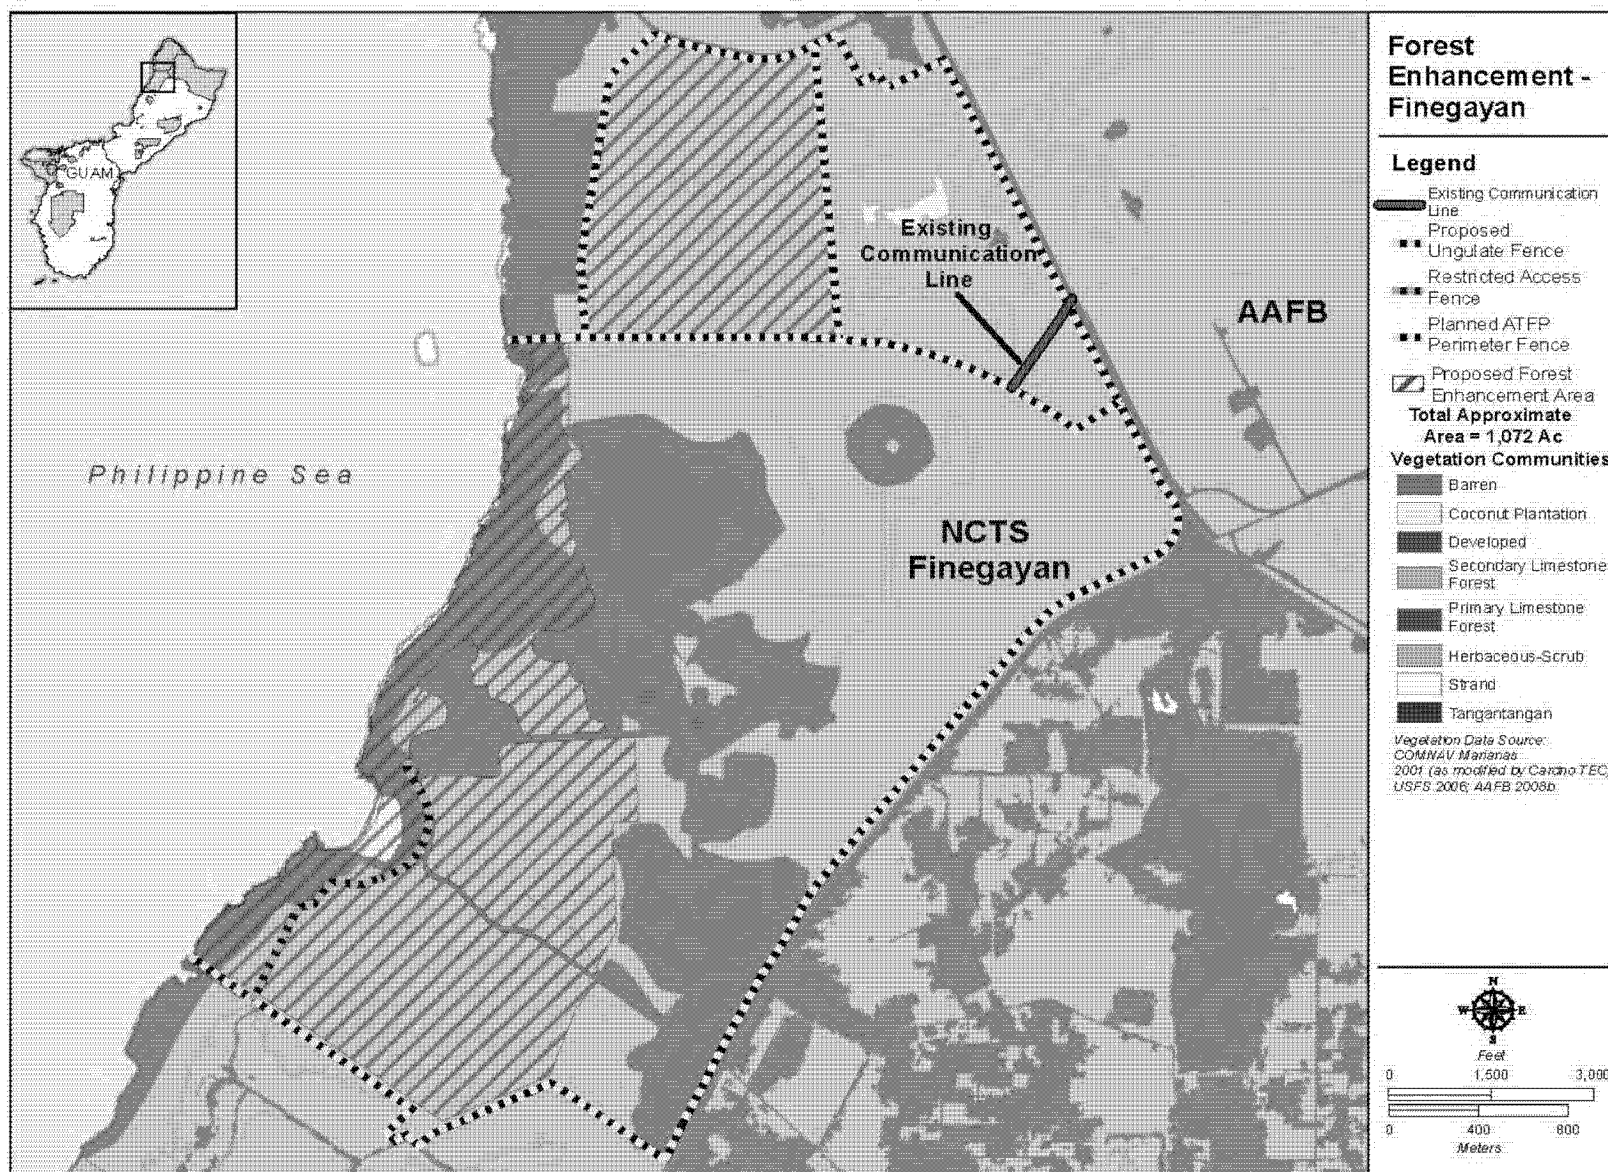 GUAM
Philippine Sea
Existing
Communication
Line
AAFB
NCTS
Finegayan
Forest
Enhancement -
Finegayan
Legend
Existing Communication
Line
Proposed
Ungulate Fence
Restricted Access
Fence
Planned ATFP
Perimeter Fence
Proposed Forest
Enhancement Area
Total Approximate
Area = 1,072 Ac
Vegetation Communities
Barren
Coconut Plantation
Developed
Secondary Limestone
Forest
Primary Limestone
Forest
Herbaceous-Scrub
Strand
Tangantangan
Vegetation Data Source:
COMNAV Marianas
2001 (as modified by Cardno TEC,
USFS 2006; AAFB 2008b
N
W E
S
Feet
0 1,500 3,000
0 400 800
Meters